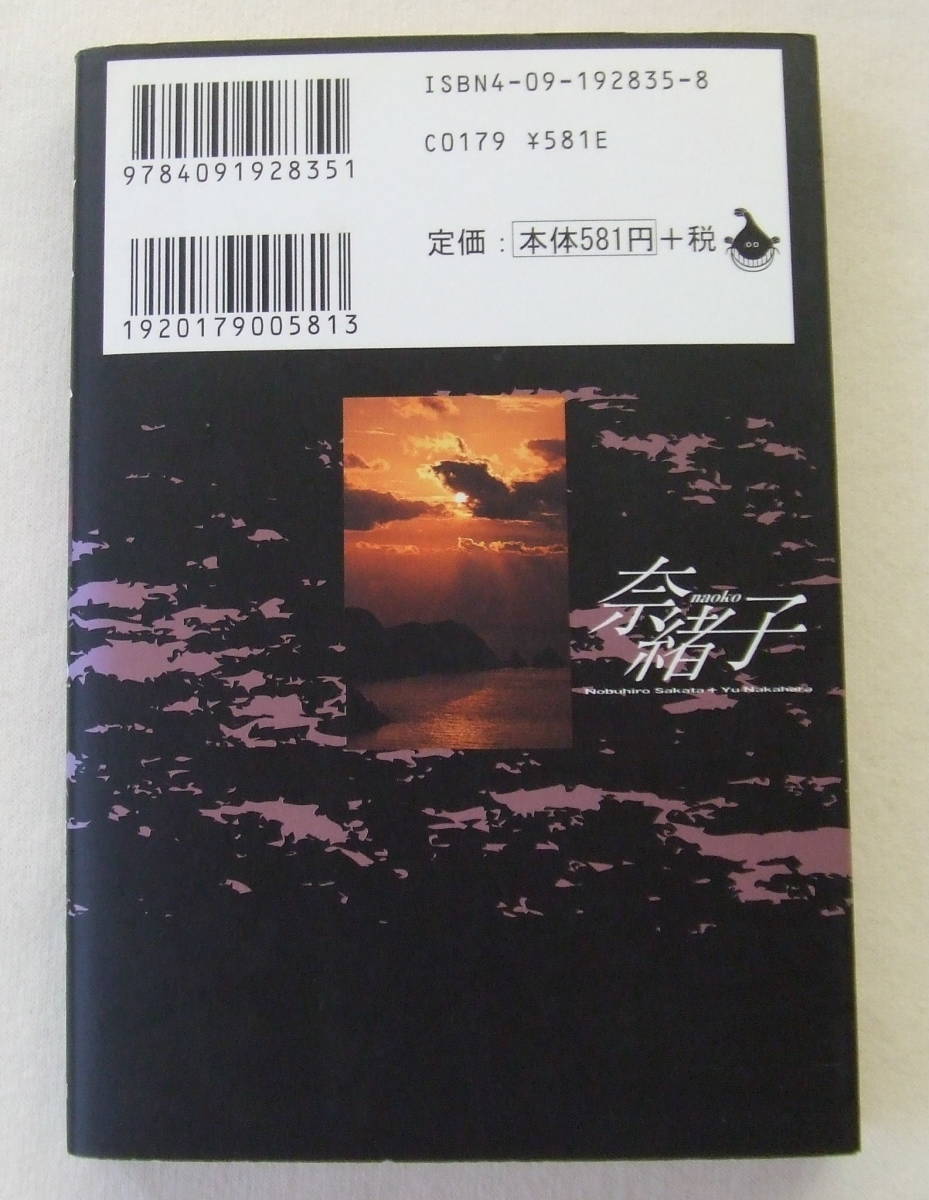 ISBN4-09-192835-8
9784091928351
C0179 ¥581E
定価：本体581円+税
1920179005813
奈緒子
naoko
Nobuhiro Sakata+Yu Nakahara